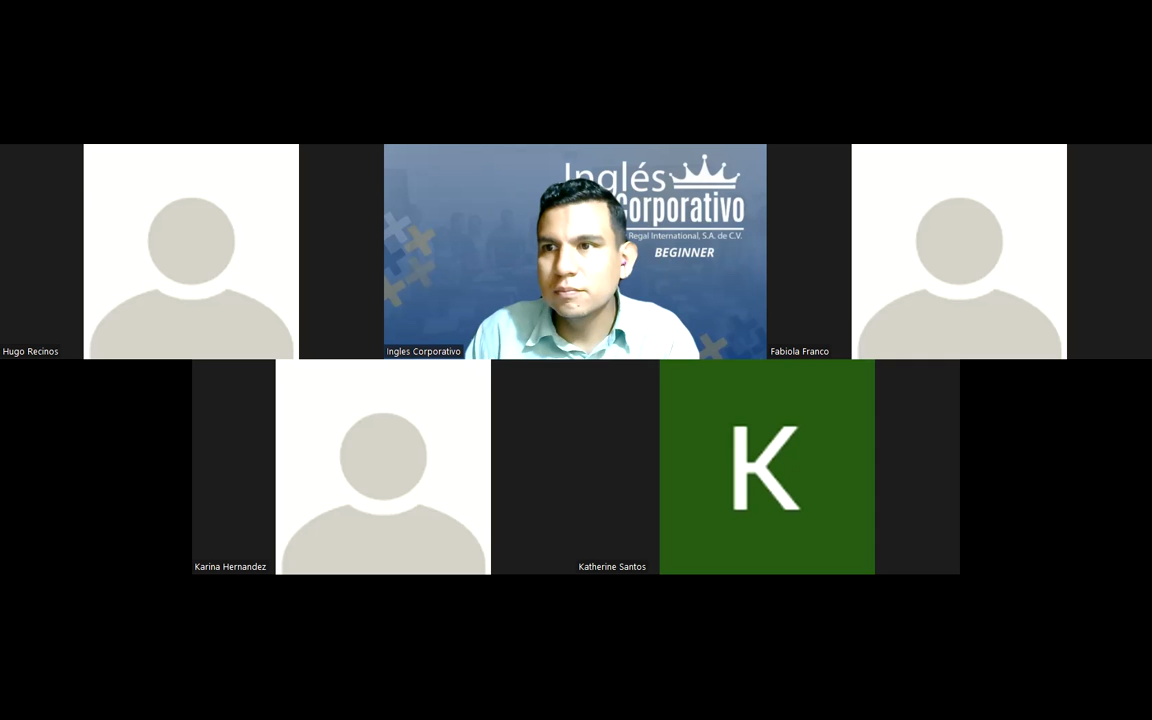 Inglés
Corporativo
Regal International, S.A. de C.V.
BEGINNER
Hugo Recinos
Ingles Corporativo
Fabiola Franco
K
Karina Hernandez
Katherine Santos